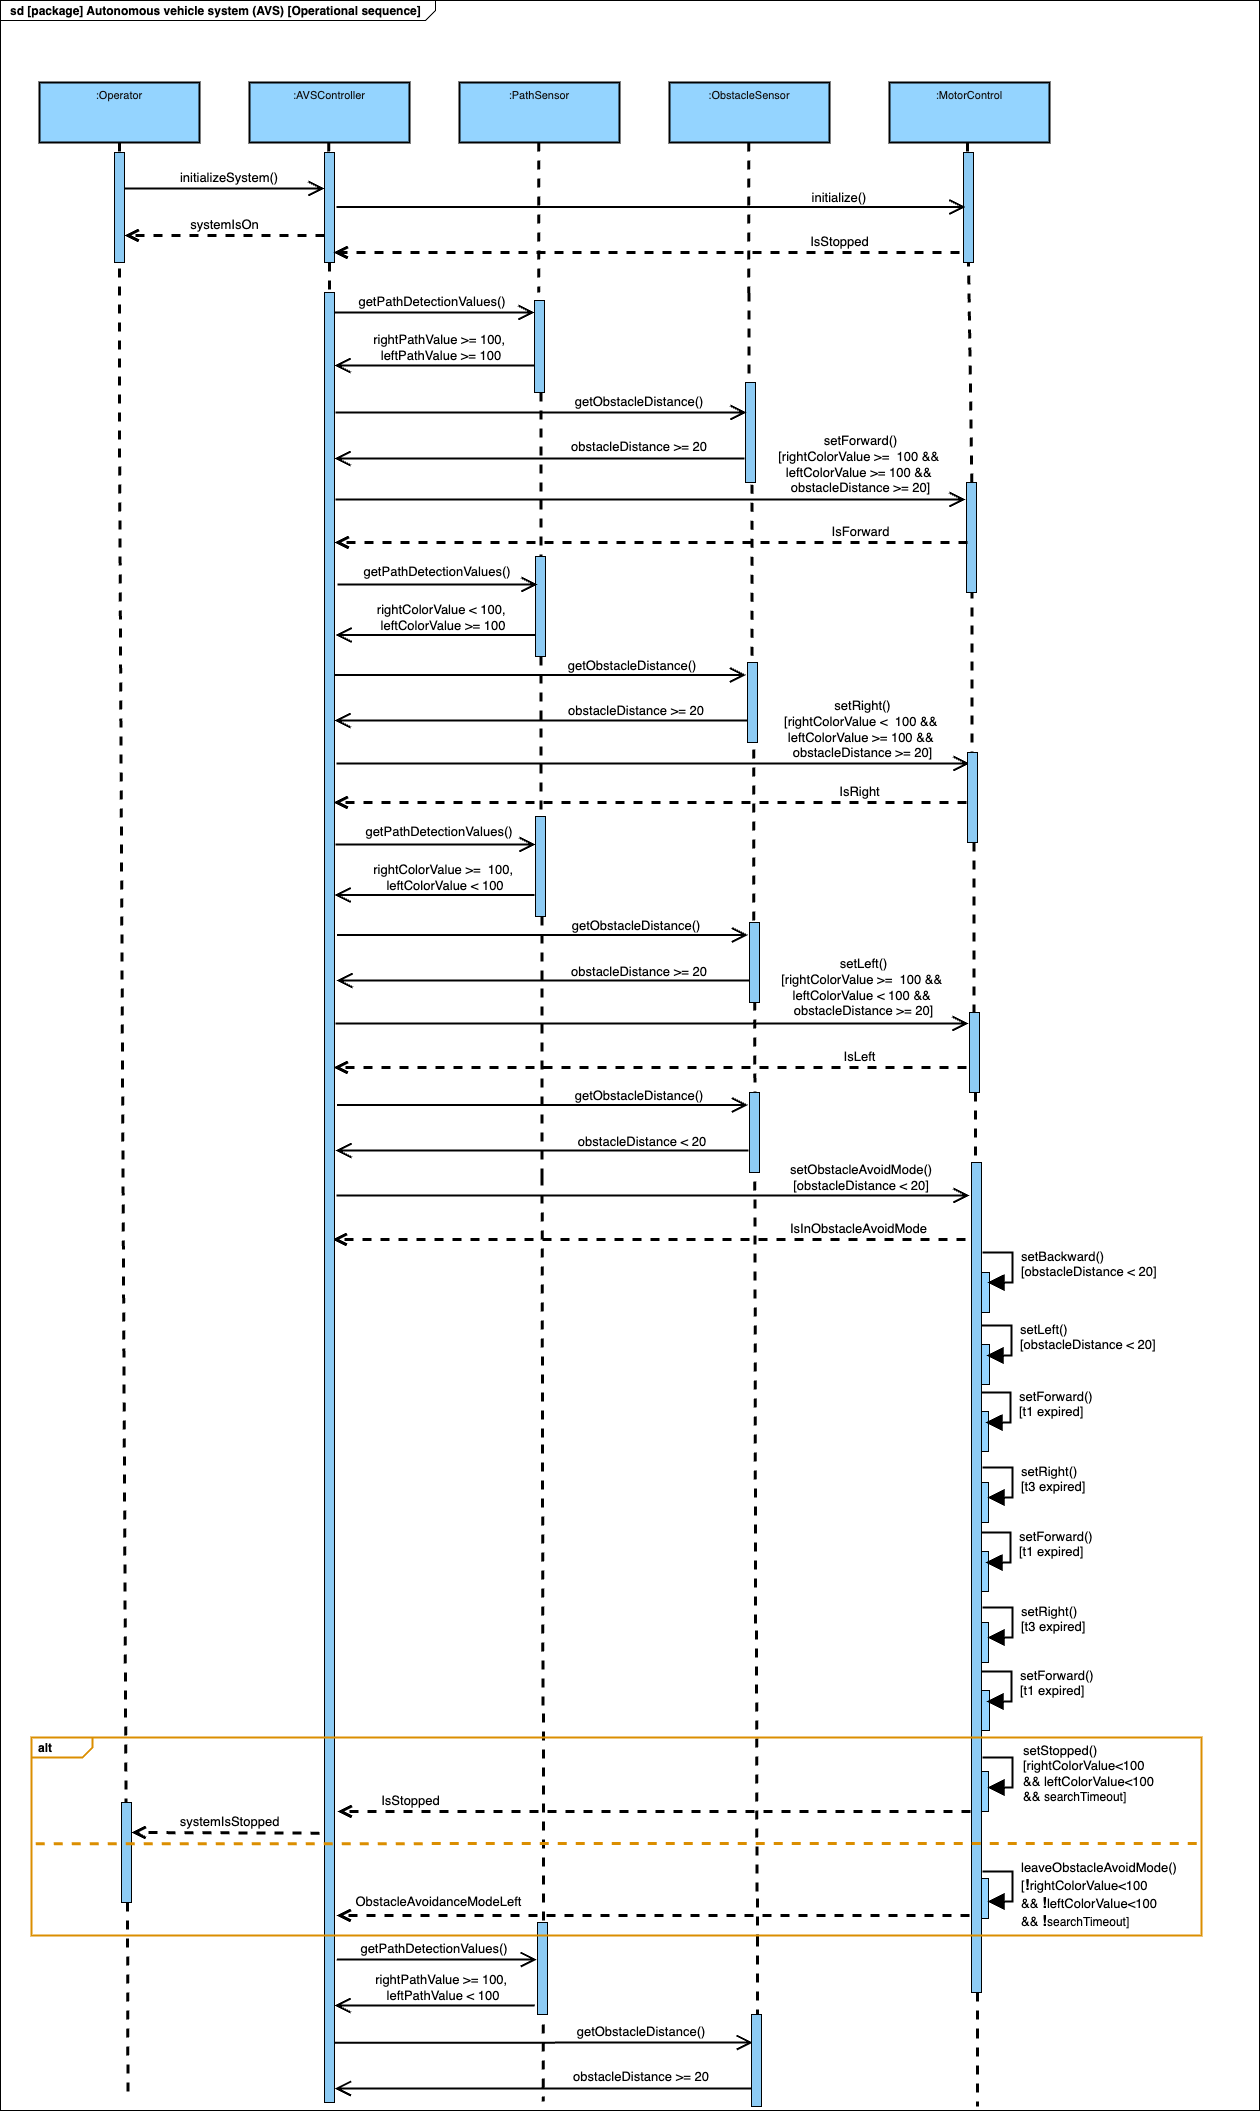 sd [package] Autonomous vehicle system (AVS) [Operational sequence]
:Operator
:AVSController
:PathSensor
:ObstacleSensor
:MotorControl
initializeSystem()
initialize()
systemIsOn
IsStopped
getPathDetectionValues()
rightPathValue >= 100,
leftPathValue >= 100
getObstacleDistance()
obstacleDistance >= 20
setForward()
[rightColorValue >=  100 &&
leftColorValue >= 100 &&
obstacleDistance >= 20]
IsForward
getPathDetectionValues()
rightColorValue < 100,
leftColorValue >= 100
getObstacleDistance()
obstacleDistance >= 20
setRight()
[rightColorValue <  100 &&
leftColorValue >= 100 &&
obstacleDistance >= 20]
IsRight
getPathDetectionValues()
rightColorValue >=  100,
leftColorValue < 100
getObstacleDistance()
obstacleDistance >= 20
setLeft()
[rightColorValue >=  100 &&
leftColorValue < 100 &&
obstacleDistance >= 20]
IsLeft
getObstacleDistance()
obstacleDistance < 20
setObstacleAvoidMode()
[obstacleDistance < 20]
IsInObstacleAvoidMode
setBackward()
[obstacleDistance < 20]
setLeft()
[obstacleDistance < 20]
setForward()
[t1 expired]
setRight()
[t3 expired]
setForward()
[t1 expired]
setRight()
[t3 expired]
setForward()
[t1 expired]
alt
setStopped()
[rightColorValue<100
&& leftColorValue<100
&& searchTimeout]
IsStopped
systemIsStopped
leaveObstacleAvoidMode()
[!rightColorValue<100
&& !leftColorValue<100
&& !searchTimeout]
ObstacleAvoidanceModeLeft
getPathDetectionValues()
rightPathValue >= 100,
leftPathValue < 100
getObstacleDistance()
obstacleDistance >= 20